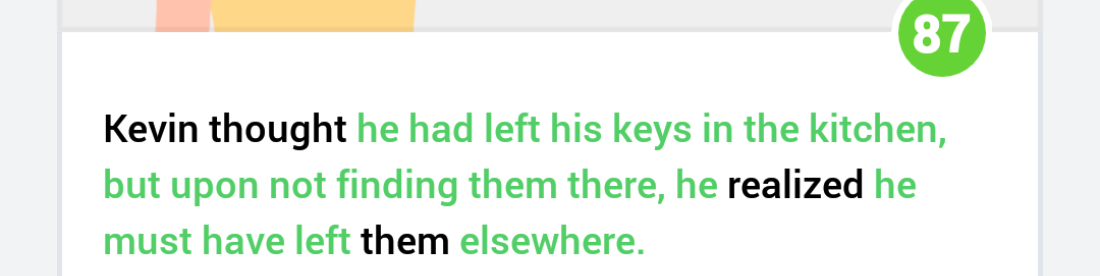 87
Kevin thought he had left his keys in the kitchen,
but upon not finding them there, he realized he
must have left them elsewhere.